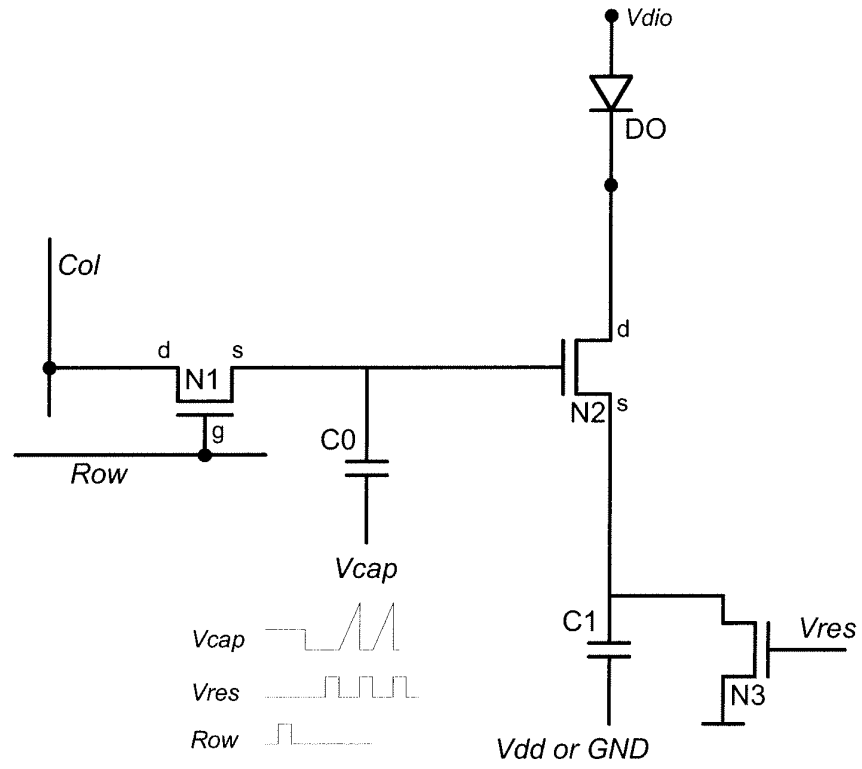 Vdio
DO
Col
d
s
N1
g
Row
C0
Vcap
d
N2
s
C1
Vres
N3
Vdd or GND
Vcap
Vres
Row